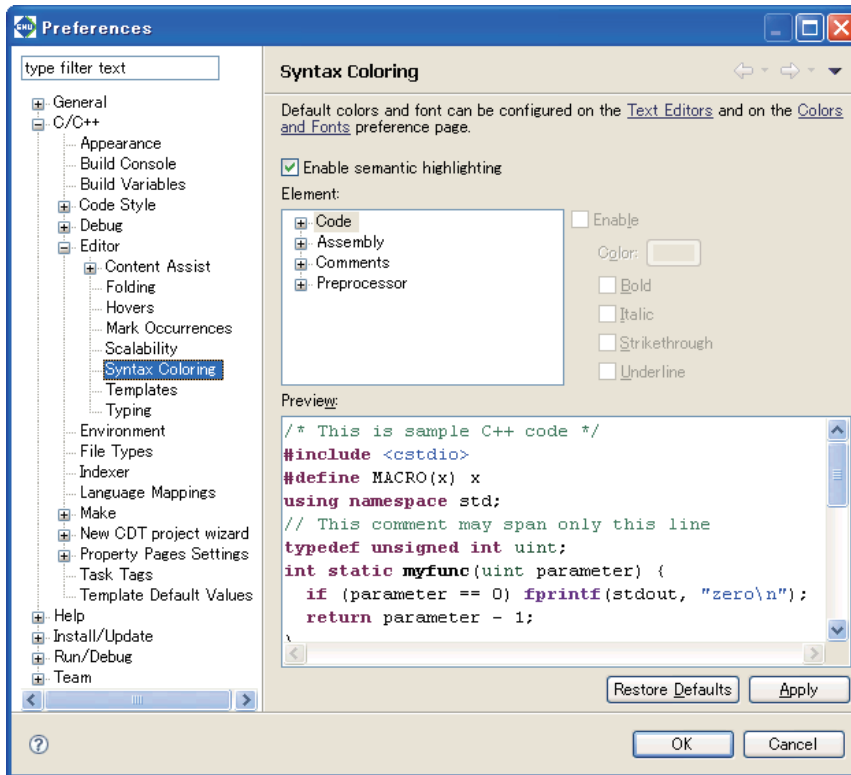 GNU Preferences
type filter text
General
C/C++
Appearance
Build Console
Build Variables
Code Style
Debug
Editor
Content Assist
Folding
Hovers
Mark Occurrences
Scalability
Syntax Coloring
Templates
Typing
Environment
File Types
Indexer
Language Mappings
Make
New CDT project wizard
Property Pages Settings
Task Tags
Template Default Values
Help
Install/Update
Run/Debug
Team
Syntax Coloring
Default colors and font can be configured on the Text Editors and on the Colors
and Fonts preference page.
Enable semantic highlighting
Element:
Code
Assembly
Comments
Preprocessor
Enable
Color:
Bold
Italic
Strikethrough
Underline
Preview:
/* This is sample C++ code */
#include <cstdio>
#define MACRO(x) x
using namespace std;
// This comment may span only this line
typedef unsigned int uint;
int static myfunc(uint parameter) {
if (parameter == 0) fprintf(stdout, "zero\n");
return parameter - 1;
}
Restore Defaults
Apply
?
OK
Cancel